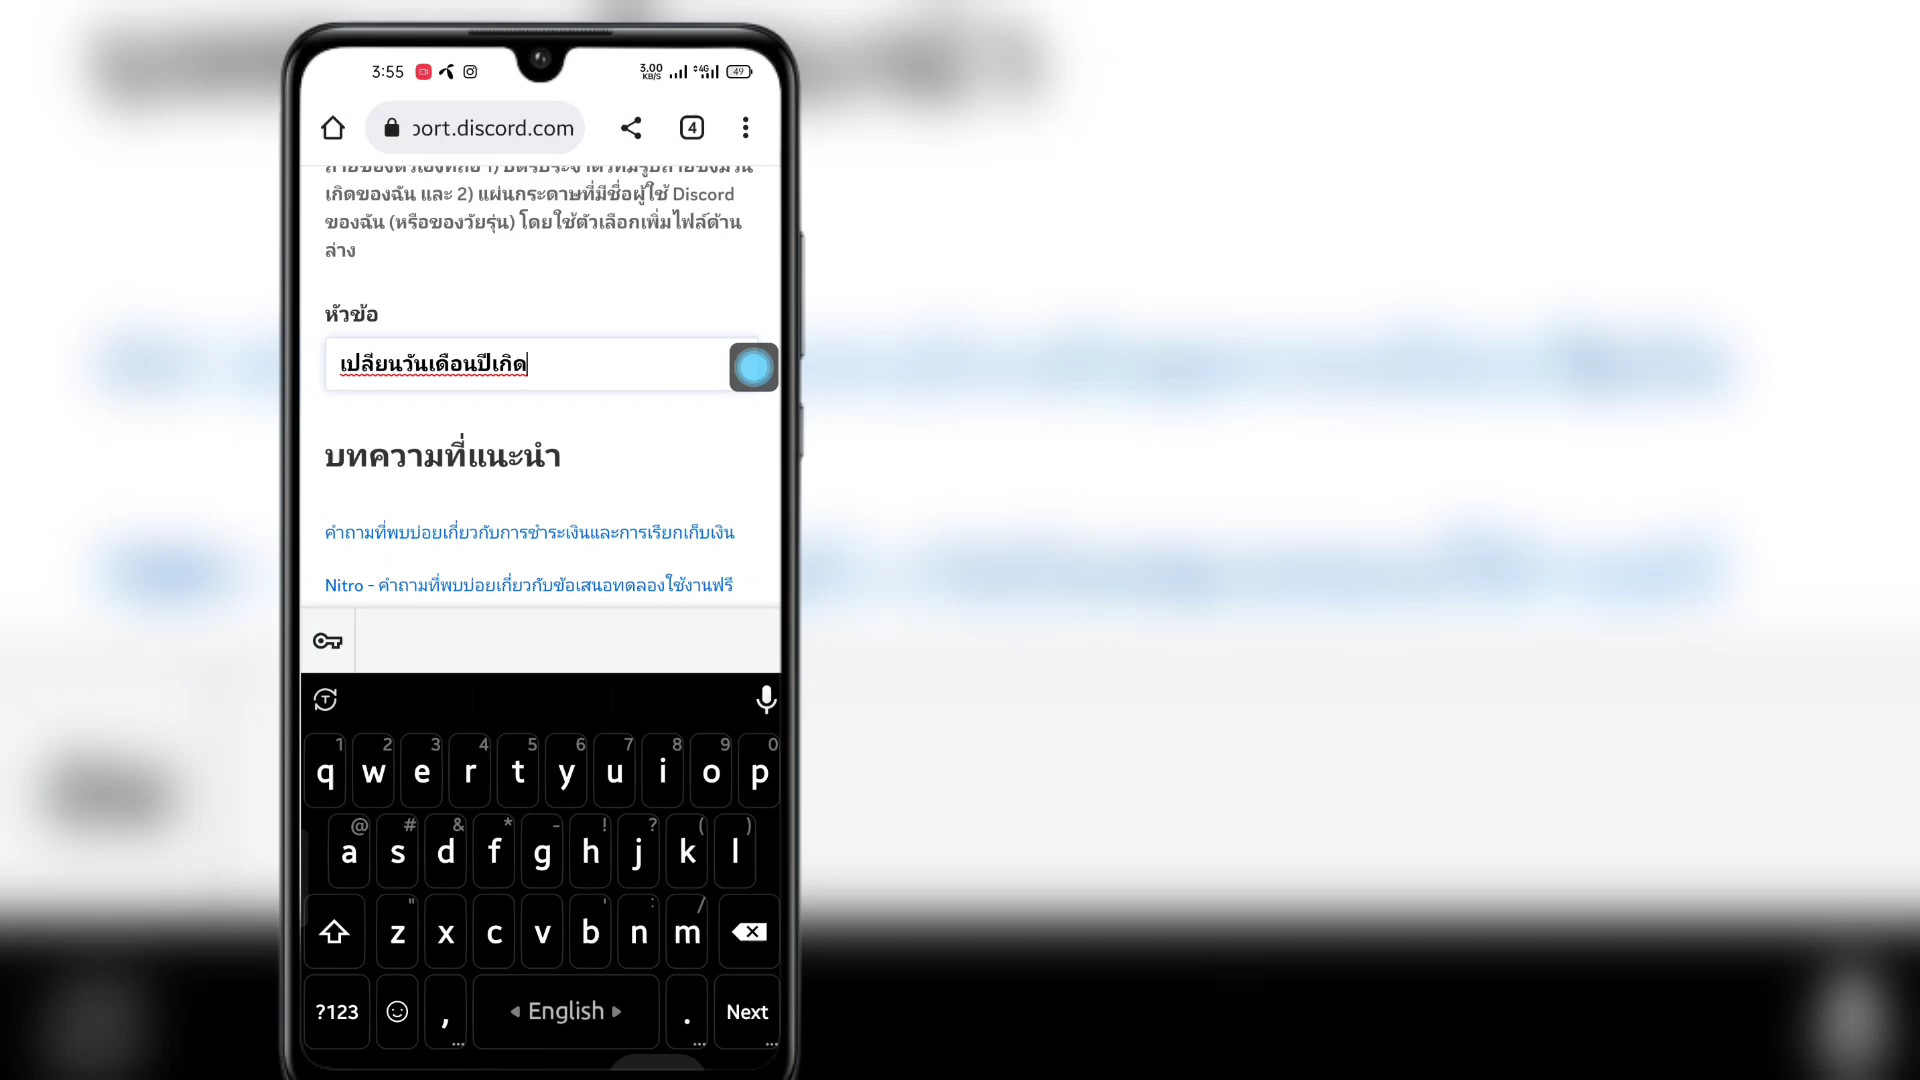 3:55
3.00 KB/S
4G
49
port.discord.com
4
เกิดของฉัน และ 2) แผ่นกระดาษที่มีชื่อผู้ใช้ Discord
ของฉัน (หรือของวัยรุ่น) โดยใช้ตัวเลือกเพิ่มไฟล์ด้าน
ล่าง
หัวข้อ
เปลี่ยนวันเดือนปีเกิด
บทความที่แนะนำ
คำถามที่พบบ่อยเกี่ยวกับการชำระเงินและการเรียกเก็บเงิน
Nitro - คำถามที่พบบ่อยเกี่ยวกับข้อเสนอทดลองใช้งานฟรี
1 2 3 4 5 6 7 8 9 0
q w e r t y u i o p
@ # & * - ! ? ( )
a s d f g h j k l
" ' : /
z x c v b n m
?123 , English . Next